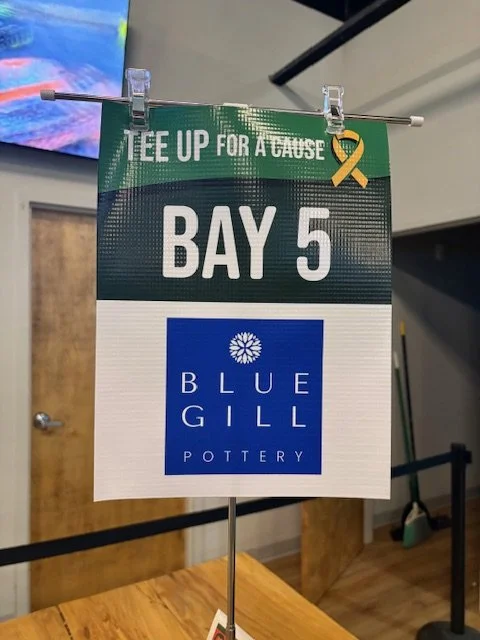 TEE UP FOR A CAUSE
BAY 5
BLUE
GILL
POTTERY